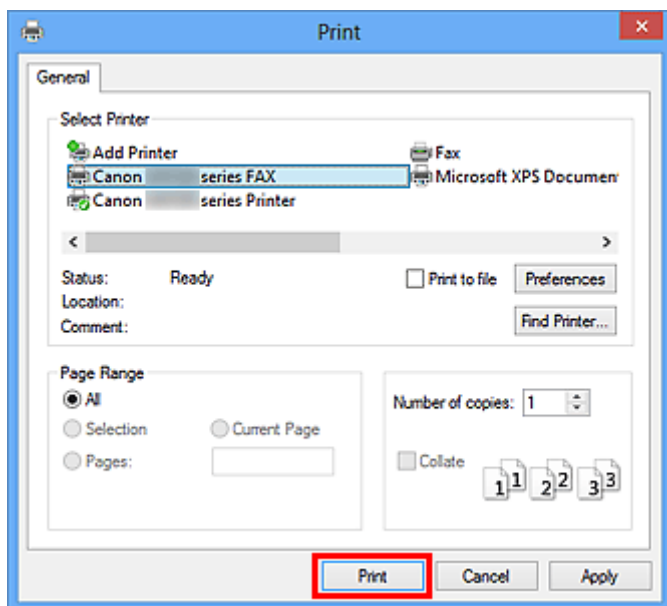 Print
General
Select Printer
Add Printer Fax
Canon series FAX Microsoft XPS Documen
Canon series Printer
Status: Ready Print to file Preferences
Location:
Comment: Find Printer...
Page Range
All Number of copies: 1
Selection Current Page
Pages: Collate
1 1 2 2 3 3
Print Cancel Apply